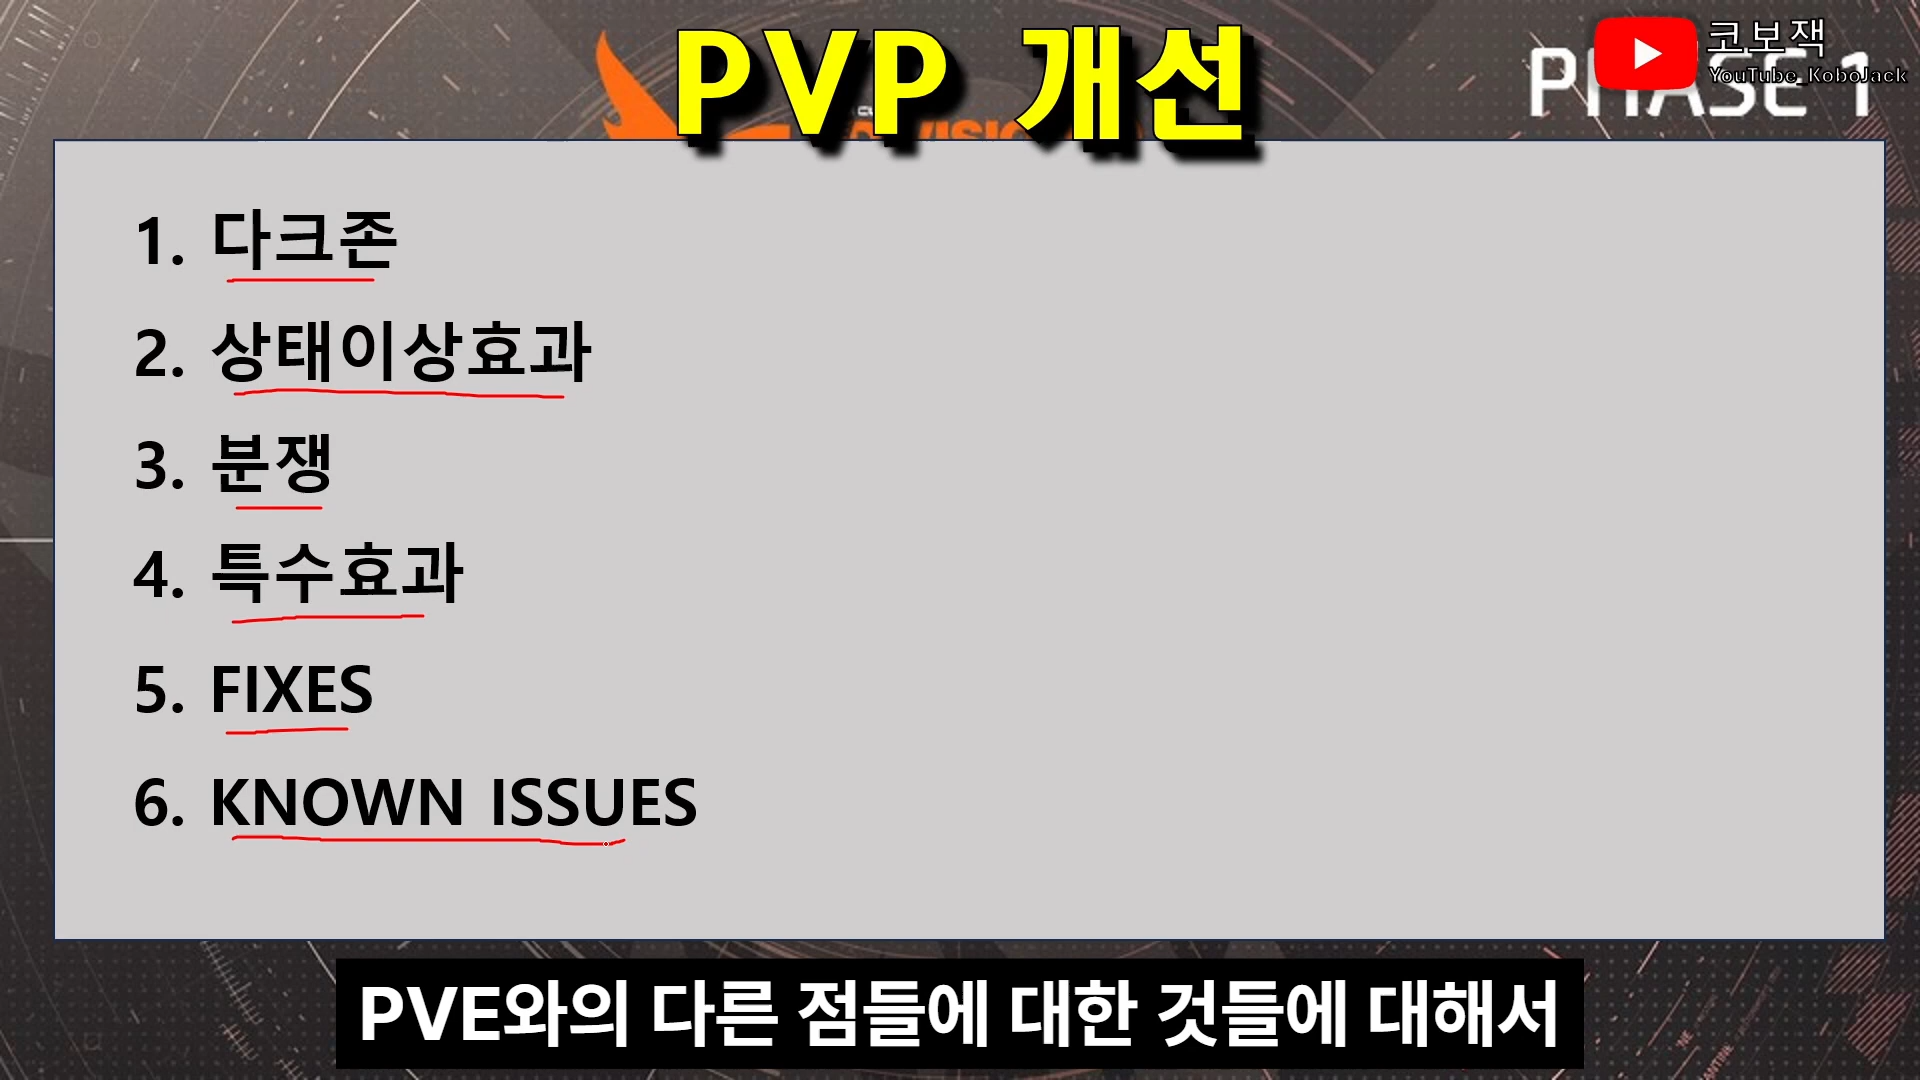 PVP 개선
PHASE 1
코보잭
YouTube_KoboJack
1. 다크존
2. 상태이상효과
3. 분쟁
4. 특수효과
5. FIXES
6. KNOWN ISSUES
PVE와의 다른 점들에 대한 것들에 대해서